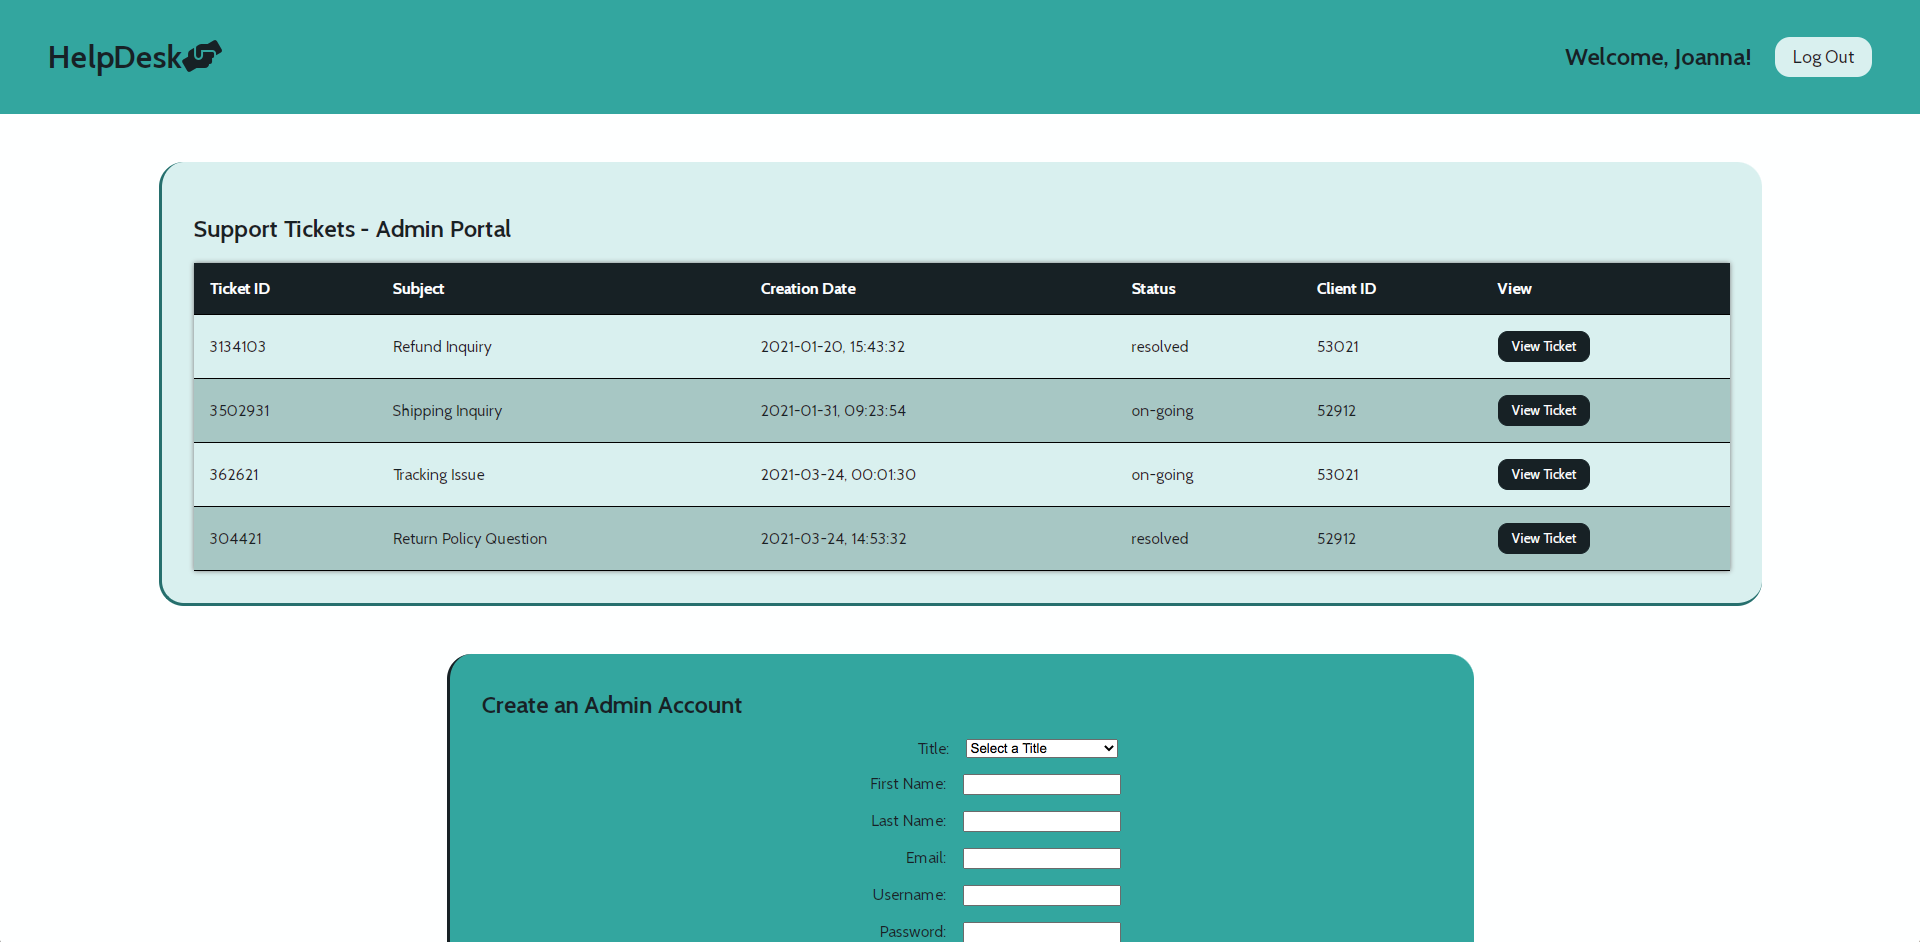 HelpDesk
Welcome, Joanna! Log Out
Support Tickets - Admin Portal
Ticket ID Subject Creation Date Status Client ID View
3134103 Refund Inquiry 2021-01-20, 15:43:32 resolved 53021 View Ticket
3502931 Shipping Inquiry 2021-01-31, 09:23:54 on-going 52912 View Ticket
362621 Tracking Issue 2021-03-24, 00:01:30 on-going 53021 View Ticket
304421 Return Policy Question 2021-03-24, 14:53:32 resolved 52912 View Ticket
Create an Admin Account
Title: Select a Title
First Name:
Last Name:
Email:
Username:
Password: